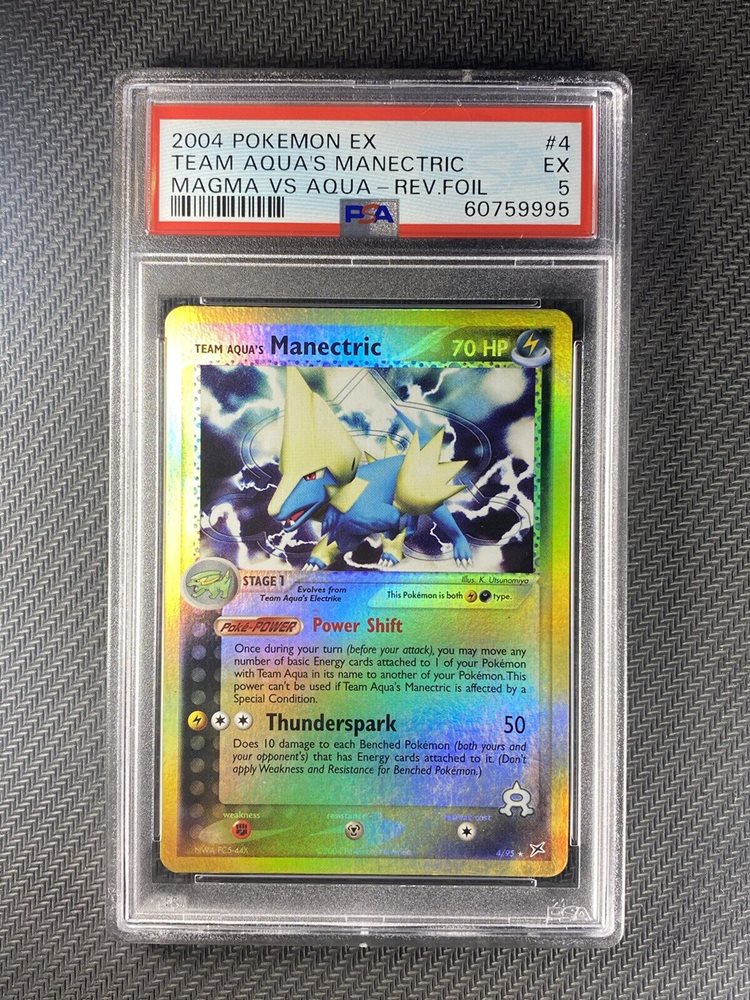 2004 POKEMON EX #4
TEAM AQUA'S MANECTRIC EX
MAGMA VS AQUA - REV.FOIL 5
PSA 60759995
TEAM AQUA'S Manectric 70 HP
STAGE 1
Evolves from
Team Aqua's Electrike
Illus. K. Utsunomiya
This Pokémon is both type.
Poké-POWER Power Shift
Once during your turn (before your attack), you may move any
number of basic Energy cards attached to 1 of your Pokémon
with Team Aqua in its name to another of your Pokémon. This
power can't be used if Team Aqua's Manectric is affected by a
Special Condition.
Thunderspark 50
Does 10 damage to each Benched Pokémon (both yours and
your opponent's) that has Energy cards attached to it. (Don't
apply Weakness and Resistance for Benched Pokémon.)
weakness resistance retreat cost
4/95
PSA